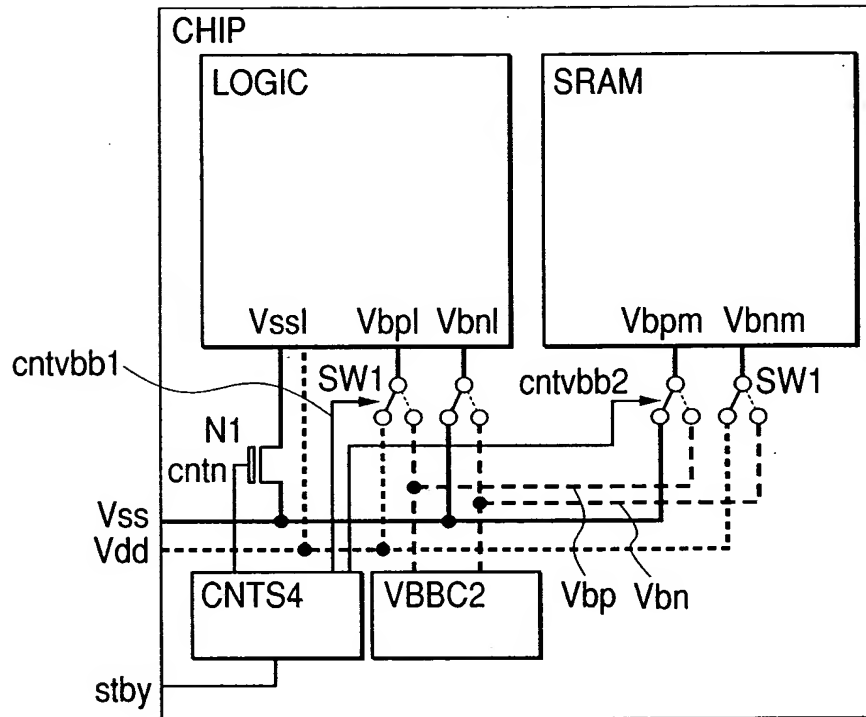 CHIP
LOGIC
SRAM
Vssl
Vbpl
Vbnl
Vbpm
Vbnm
cntvbb1
SW1
cntvbb2
SW1
N1
cntn
Vss
Vdd
CNTS4
VBBC2
Vbp
Vbn
stby